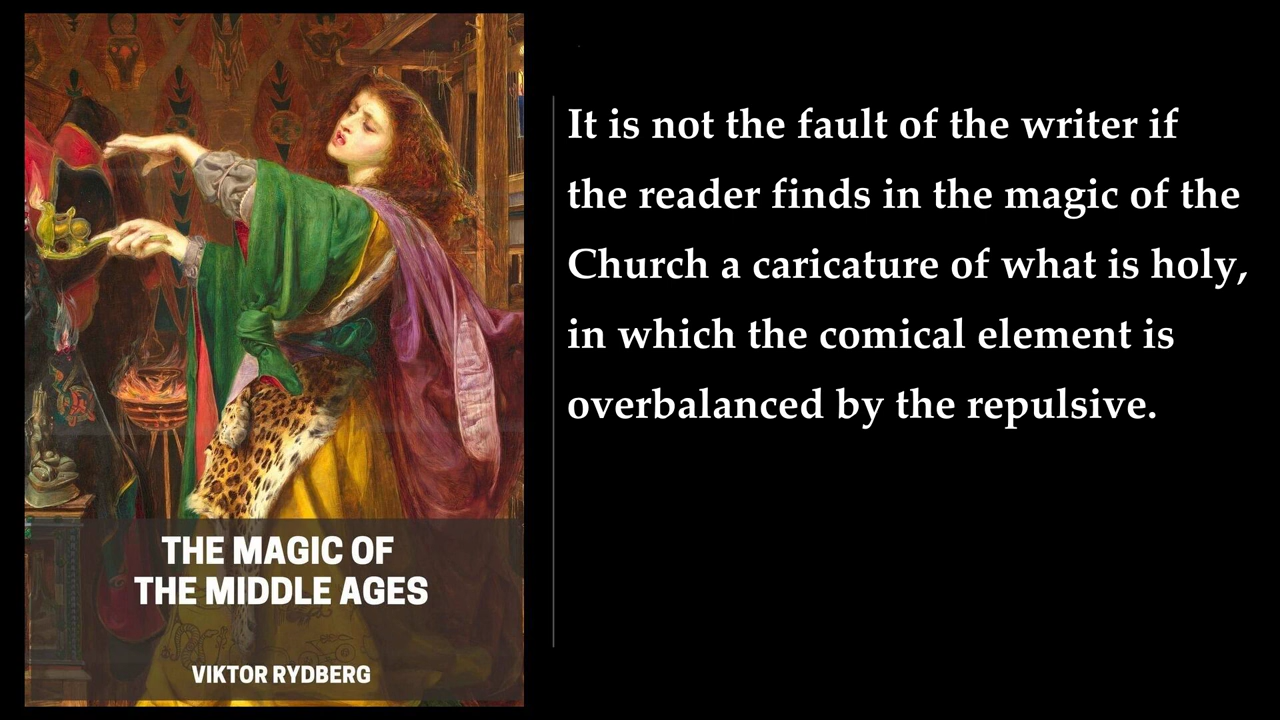 It is not the fault of the writer if
the reader finds in the magic of the
Church a caricature of what is holy,
in which the comical element is
overbalanced by the repulsive.
THE MAGIC OF
THE MIDDLE AGES
VIKTOR RYDBERG